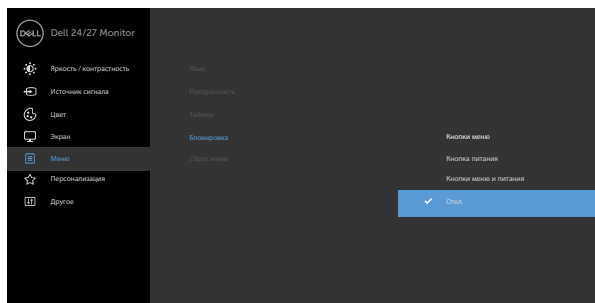 DELL Dell 24/27 Monitor
Яркость / контрастность
Источник сигнала
Цвет
Экран
Меню
Персонализация
Другое
Язык
Прозрачность
Таймер
Блокировка
Сброс меню
Кнопки меню
Кнопка питания
Кнопки меню и питания
Откл.